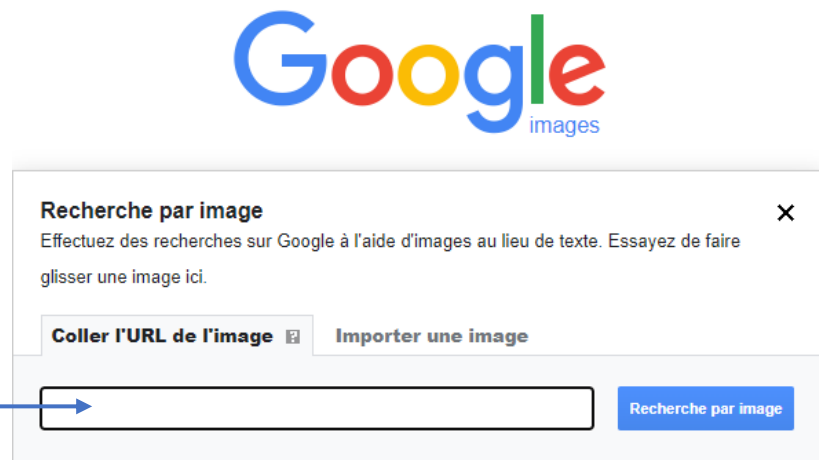 Google
images
Recherche par image
Effectuez des recherches sur Google à l'aide d'images au lieu de texte. Essayez de faire
glisser une image ici.
Coller l'URL de l'image ? Importer une image
Recherche par image